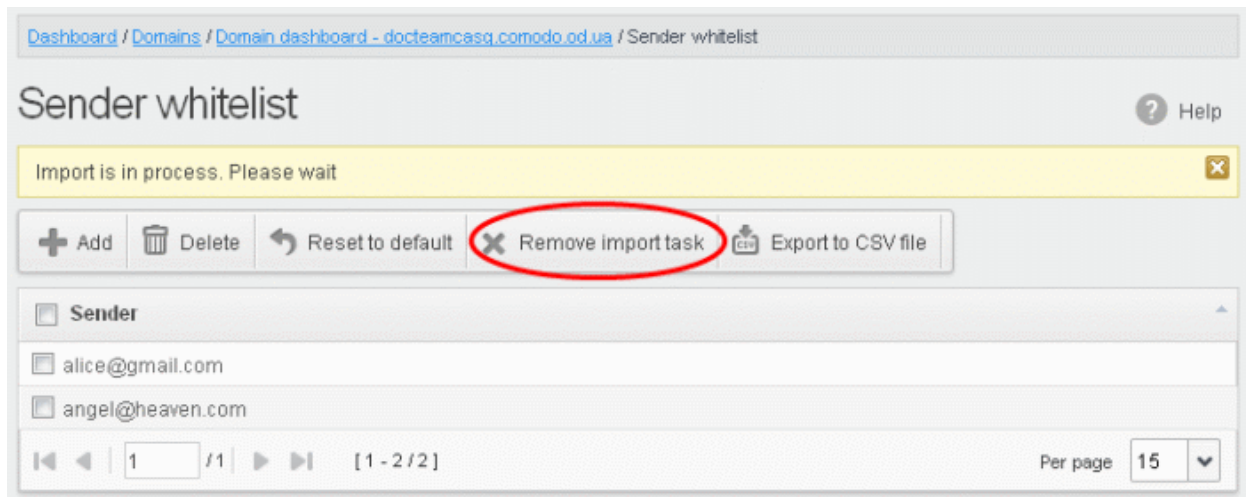 Dashboard / Domains / Domain dashboard - docteamcasg.comodo.od.ua / Sender whitelist
Sender whitelist
? Help
Import is in process. Please wait
Add Delete Reset to default Remove import task CSV Export to CSV file
Sender
alice@gmail.com
angel@heaven.com
1 /1 [1 - 2 / 2] Per page 15